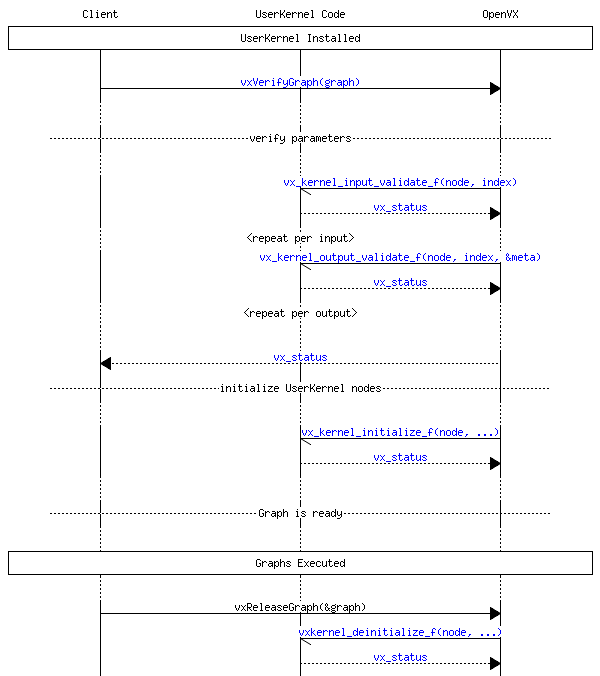 Client UserKernel Code OpenVX
UserKernel Installed
vxVerifyGraph(graph)
verify parameters
vx_kernel_input_validate_f(node, index)
vx_status
<repeat per input>
vx_kernel_output_validate_f(node, index, &meta)
vx_status
<repeat per output>
vx_status
initialize UserKernel nodes
vx_kernel_initialize_f(node, ...)
vx_status
Graph is ready
Graphs Executed
vxReleaseGraph(&graph)
vxkernel_deinitialize_f(node, ...)
vx_status